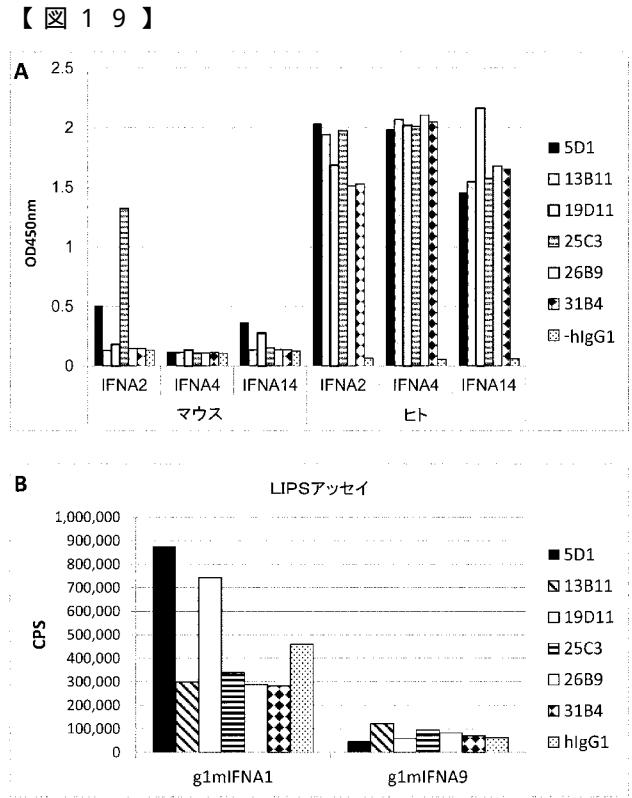 【図１９】
A
2.5
2
1.5
1
0.5
0
OD450nm
IFNA2 IFNA4 IFNA14 IFNA2 IFNA4 IFNA14
マウス ヒト
5D1
13B11
19D11
25C3
26B9
31B4
-hIgG1
B
LIPSアッセイ
1,000,000
900,000
800,000
700,000
600,000
500,000
400,000
300,000
200,000
100,000
0
CPS
g1mIFNA1 g1mIFNA9
5D1
13B11
19D11
25C3
26B9
31B4
hIgG1